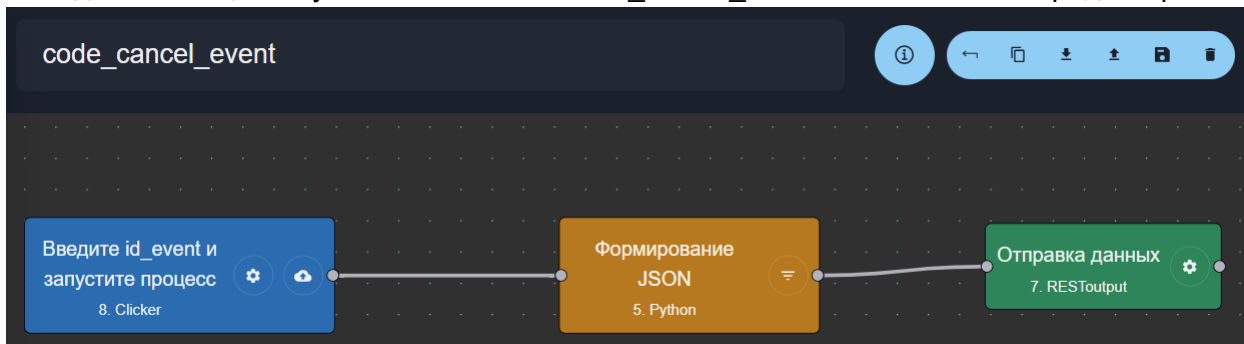 code_cancel_event
Введите id_event и
запустите процесс
8. Clicker
Формирование
JSON
5. Python
Отправка данных
7. RESToutput